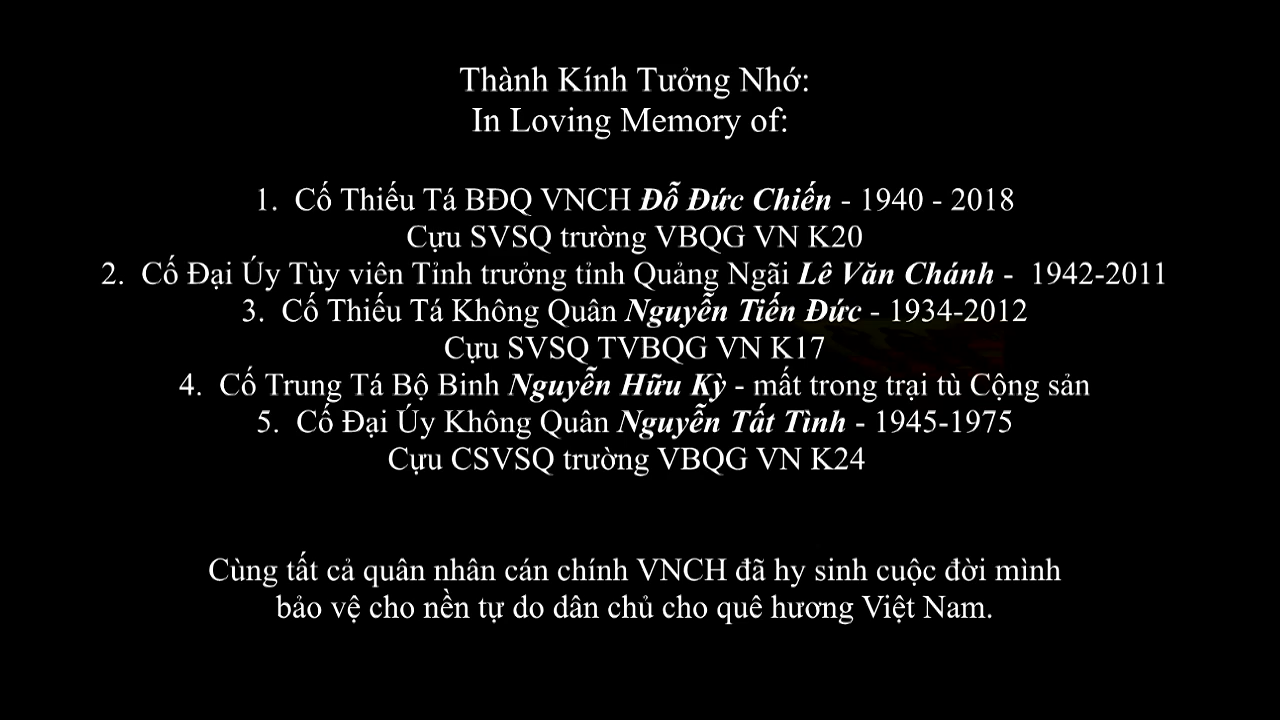 Thành Kính Tưởng Nhớ:
In Loving Memory of:
1. Cố Thiếu Tá BĐQ VNCH Đỗ Đức Chiến - 1940 - 2018
Cựu SVSQ trường VBQG VN K20
2. Cố Đại Úy Tùy viên Tỉnh trưởng tỉnh Quảng Ngãi Lê Văn Chánh - 1942-2011
3. Cố Thiếu Tá Không Quân Nguyễn Tiến Đức - 1934-2012
Cựu SVSQ TVBQG VN K17
4. Cố Trung Tá Bộ Binh Nguyễn Hữu Kỳ - mất trong trại tù Cộng sản
5. Cố Đại Úy Không Quân Nguyễn Tất Tình - 1945-1975
Cựu CSVSQ trường VBQG VN K24
Cùng tất cả quân nhân cán chính VNCH đã hy sinh cuộc đời mình
bảo vệ cho nền tự do dân chủ cho quê hương Việt Nam.